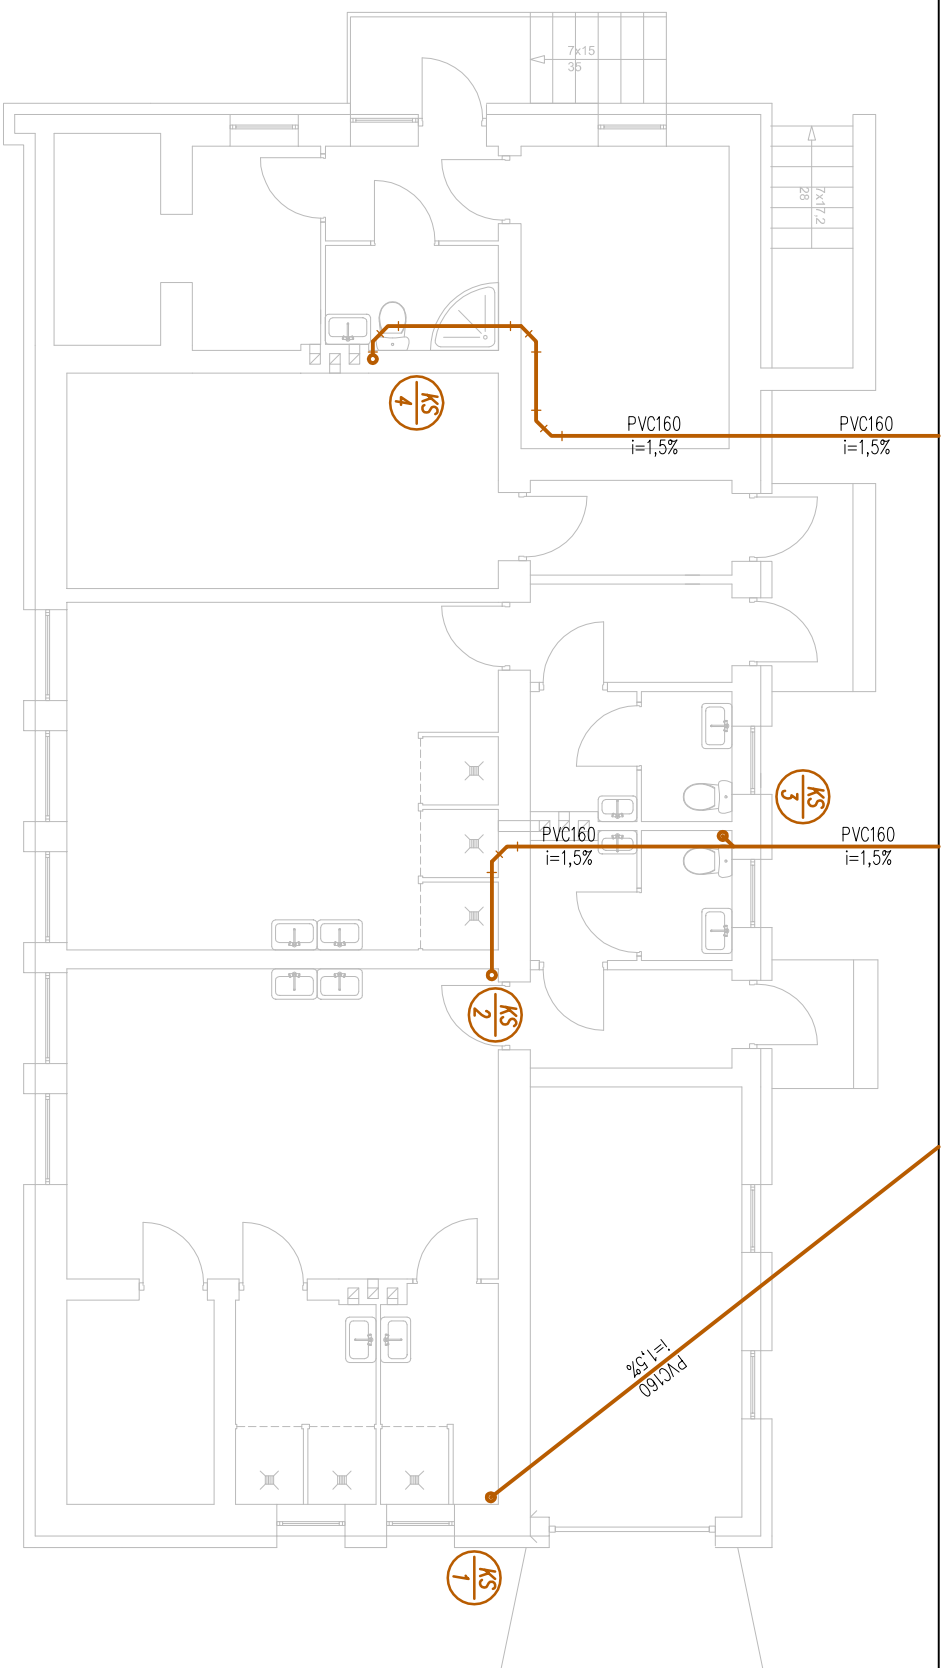 7x15
35
7x17,2
28
KS
4
PVC160
i=1,5%
PVC160
i=1,5%
KS
3
PVC160
i=1,5%
PVC160
i=1,5%
KS
2
PVC160
i=1,5%
KS
1